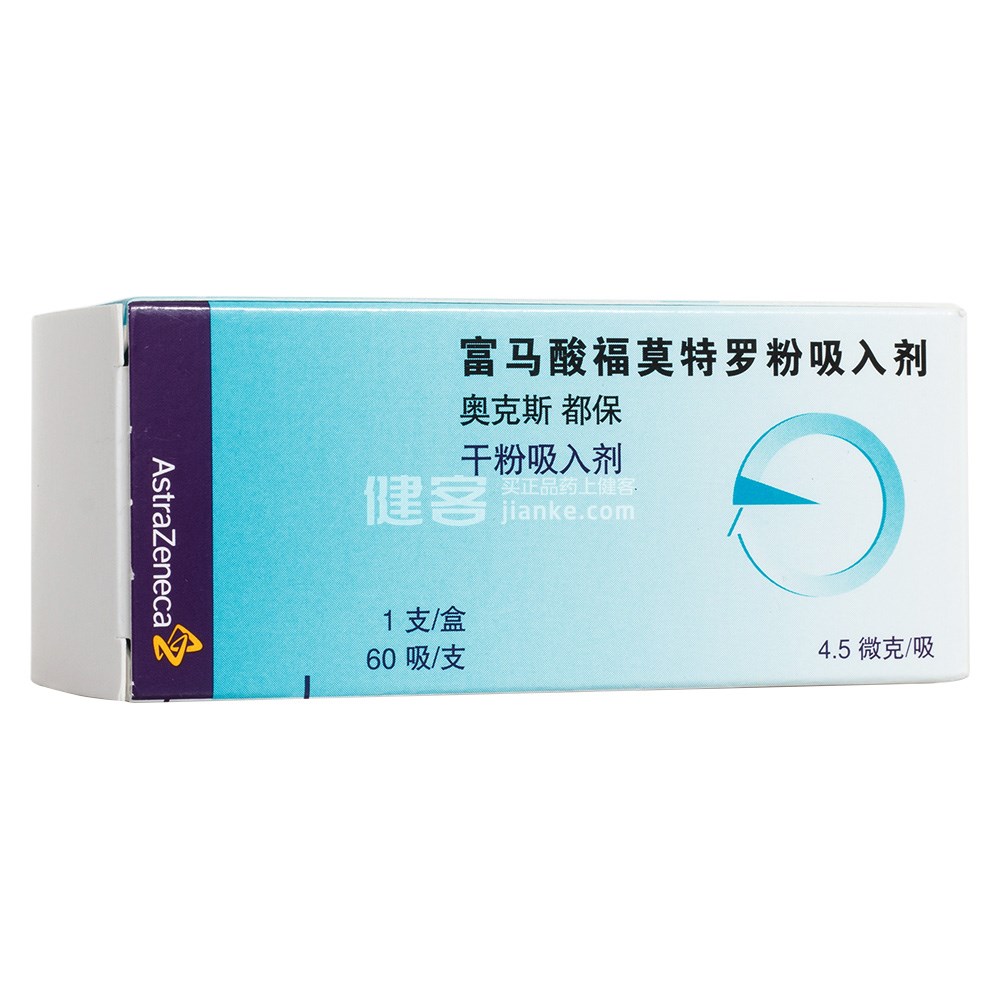 富马酸福莫特罗粉吸入剂
奥克斯 都保
干粉吸入剂
健客
买正品药上健客
jianke.com
1 支/盒
60 吸/支
4.5 微克/吸
AstraZeneca